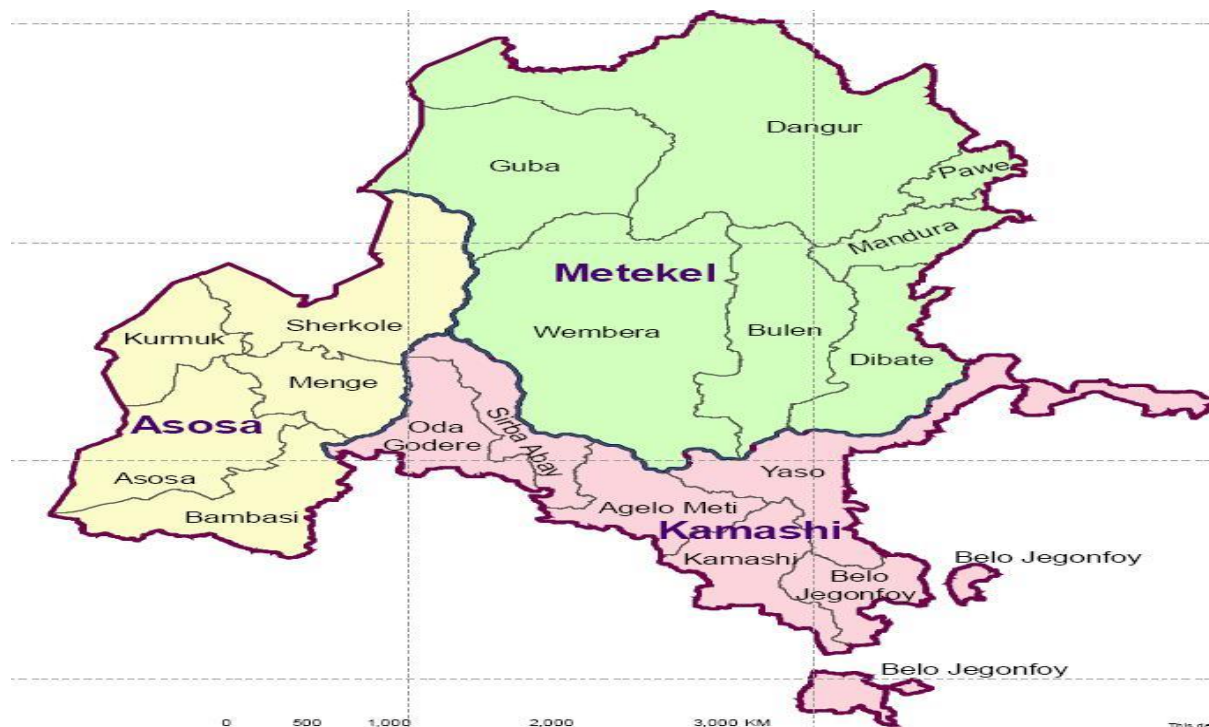 Dangur
Guba
Pawe
Mandura
Metekel
Sherkole
Kurmuk
Wembera
Bulen
Dibate
Menge
Asosa
Oda
Godere
Sirba Abay
Asosa
Yaso
Bambasi
Agelo Meti
Kamashi
Kamashi
Belo Jegonfoy
Belo
Jegonfoy
Belo Jegonfoy
0 500 1,000 2,000 3,000 KM
This